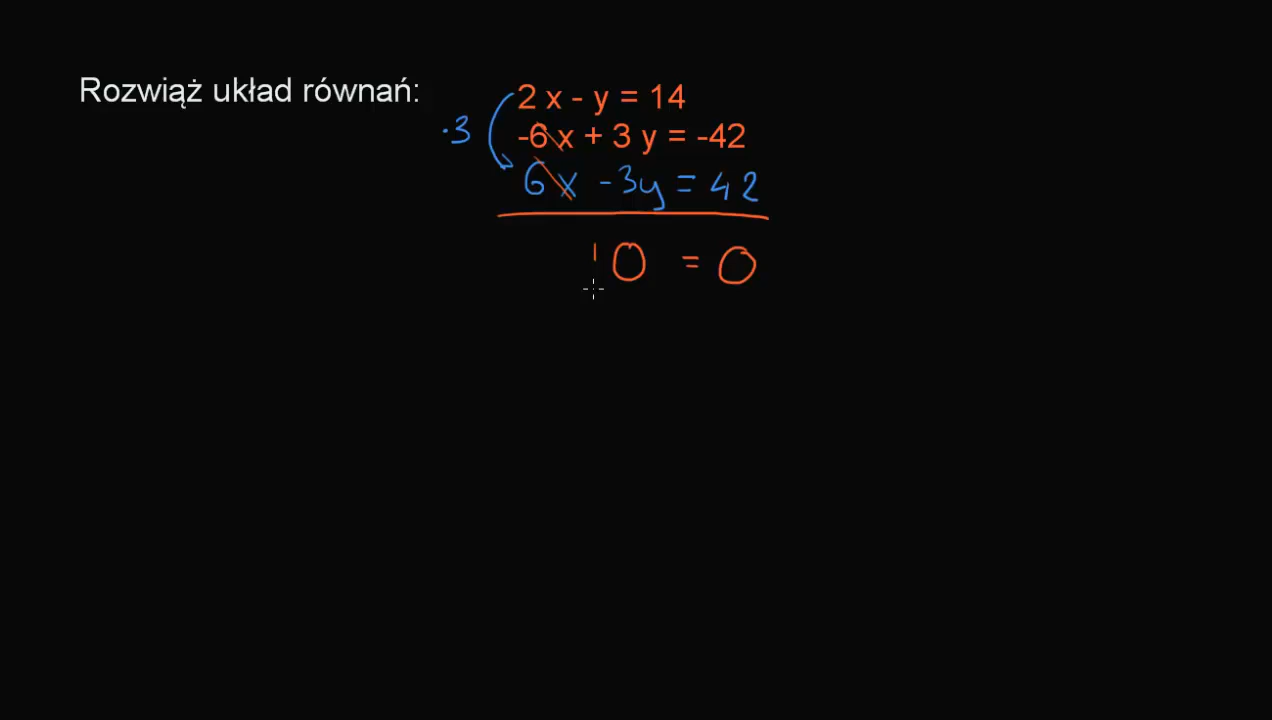 Rozwiąż układ równań:
2 x - y = 14
·3
-6 x + 3 y = -42
6x - 3y = 42
0 = 0